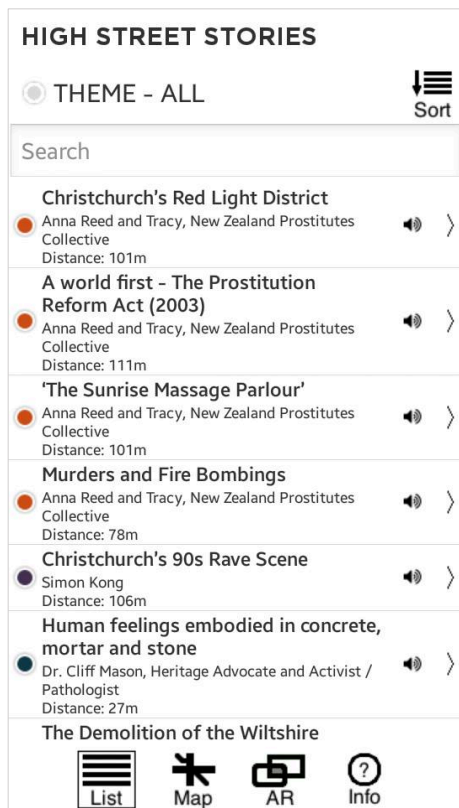 HIGH STREET STORIES
THEME - ALL
Sort
Search
Christchurch's Red Light District
Anna Reed and Tracy, New Zealand Prostitutes
Collective
Distance: 101m
A world first - The Prostitution
Reform Act (2003)
Anna Reed and Tracy, New Zealand Prostitutes
Collective
Distance: 111m
‘The Sunrise Massage Parlour’
Anna Reed and Tracy, New Zealand Prostitutes
Collective
Distance: 101m
Murders and Fire Bombings
Anna Reed and Tracy, New Zealand Prostitutes
Collective
Distance: 78m
Christchurch's 90s Rave Scene
Simon Kong
Distance: 106m
Human feelings embodied in concrete,
mortar and stone
Dr. Cliff Mason, Heritage Advocate and Activist /
Pathologist
Distance: 27m
The Demolition of the Wiltshire
List Map AR Info